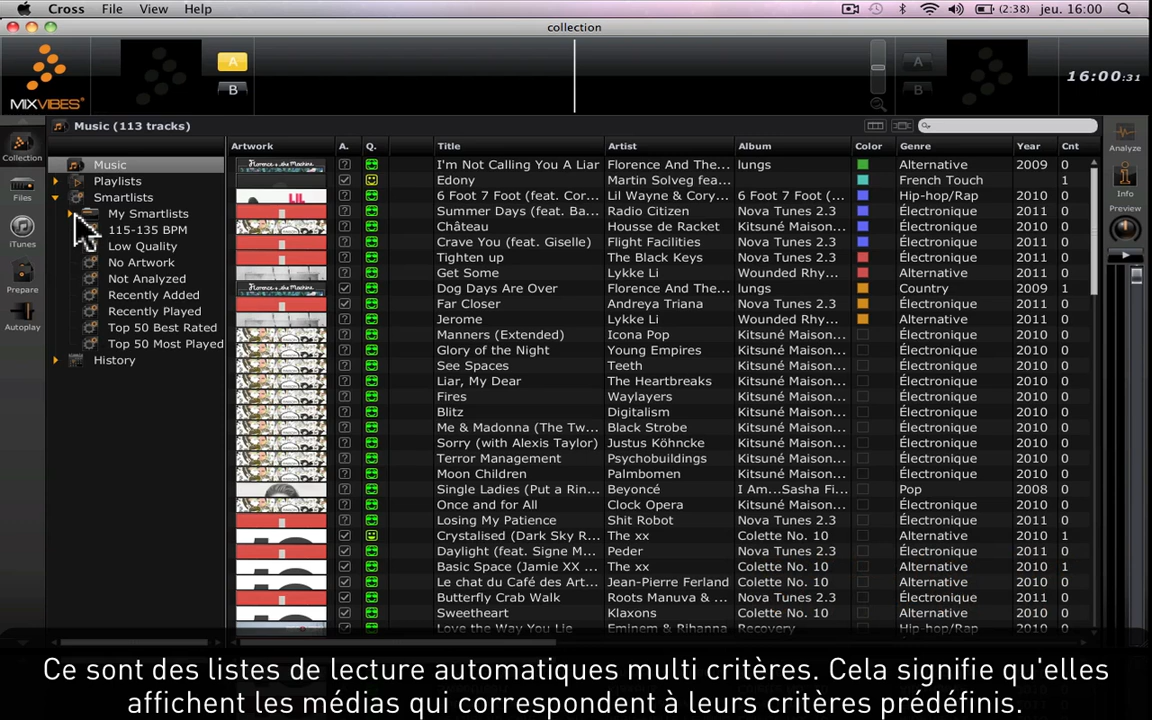 Cross File View Help (2:38) jeu. 16:00
collection
A A
B B
MIXVIBES 16:00:31
Music (113 tracks)
Collection
Files
iTunes
Prepare
Autoplay
Analyze
Info
Preview
Music
Playlists
Smartlists
My Smartlists
115-135 BPM
Low Quality
No Artwork
Not Analyzed
Recently Added
Recently Played
Top 50 Best Rated
Top 50 Most Played
History
Artwork A. Q. Title Artist Album Color Genre Year Cnt
I'm Not Calling You A Liar Florence And The... lungs Alternative 2009 0
Edony Martin Solveg fea... French Touch 1
6 Foot 7 Foot (feat. Cor... Lil Wayne & Cory... 6 Foot 7 Foot (... Hip-hop/Rap 2010 0
Summer Days (feat. Ba... Radio Citizen Nova Tunes 2.3 Électronique 2011 0
Château Housse de Racket Kitsuné Maison... Électronique 2010 0
Crave You (feat. Giselle) Flight Facilities Nova Tunes 2.3 Électronique 2011 0
Tighten up The Black Keys Nova Tunes 2.3 Électronique 2011 0
Get Some Lykke Li Wounded Rhy... Alternative 2011 0
Dog Days Are Over Florence And The... lungs Country 2009 1
Far Closer Andreya Triana Nova Tunes 2.3 Électronique 2011 0
Jerome Lykke Li Wounded Rhy... Alternative 2011 0
Manners (Extended) Icona Pop Kitsuné Maison... Électronique 2010 0
Glory of the Night Young Empires Kitsuné Maison... Électronique 2010 0
See Spaces Teeth Kitsuné Maison... Électronique 2010 0
Liar, My Dear The Heartbreaks Kitsuné Maison... Électronique 2010 0
Fires Waylayers Kitsuné Maison... Électronique 2010 0
Blitz Digitalism Kitsuné Maison... Électronique 2010 0
Me & Madonna (The Tw... Black Strobe Kitsuné Maison... Électronique 2010 0
Sorry (with Alexis Taylor) Justus Köhncke Kitsuné Maison... Électronique 2010 0
Terror Management Psychobuildings Kitsuné Maison... Électronique 2010 0
Moon Children Palmbomen Kitsuné Maison... Électronique 2010 0
Single Ladies (Put a Rin... Beyoncé I Am...Sasha Fi... Pop 2008 0
Once and for All Clock Opera Kitsuné Maison... Électronique 2010 0
Losing My Patience Shit Robot Nova Tunes 2.3 Électronique 2011 0
Crystalised (Dark Sky R... The xx Colette No. 10 Alternative 2010 1
Daylight (feat. Signe M... Peder Nova Tunes 2.3 Électronique 2011 0
Basic Space (Jamie XX ... The xx Colette No. 10 Alternative 2010 1
Le chat du Café des Art... Jean-Pierre Ferland Colette No. 10 Alternative 2010 0
Butterfly Crab Walk Roots Manuva & ... Nova Tunes 2.3 Électronique 2011 0
Sweetheart Klaxons Colette No. 10 Alternative 2010 0
Love the Way You Lie Eminem & Rihanna Recovery Hip-hop/Rap 2010 0
Ce sont des listes de lecture automatiques multi critères. Cela signifie qu'elles
affichent les médias qui correspondent à leurs critères prédéfinis.